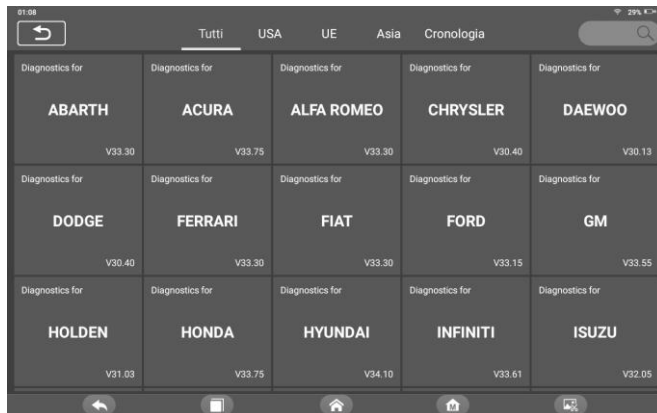 01:08
29%
Tutti USA UE Asia Cronologia
Diagnostics for Diagnostics for Diagnostics for Diagnostics for Diagnostics for
ABARTH ACURA ALFA ROMEO CHRYSLER DAEWOO
V33.30 V33.75 V33.30 V30.40 V30.13
Diagnostics for Diagnostics for Diagnostics for Diagnostics for Diagnostics for
DODGE FERRARI FIAT FORD GM
V30.40 V33.30 V33.30 V33.15 V33.55
Diagnostics for Diagnostics for Diagnostics for Diagnostics for Diagnostics for
HOLDEN HONDA HYUNDAI INFINITI ISUZU
V31.03 V33.75 V34.10 V33.61 V32.05
M